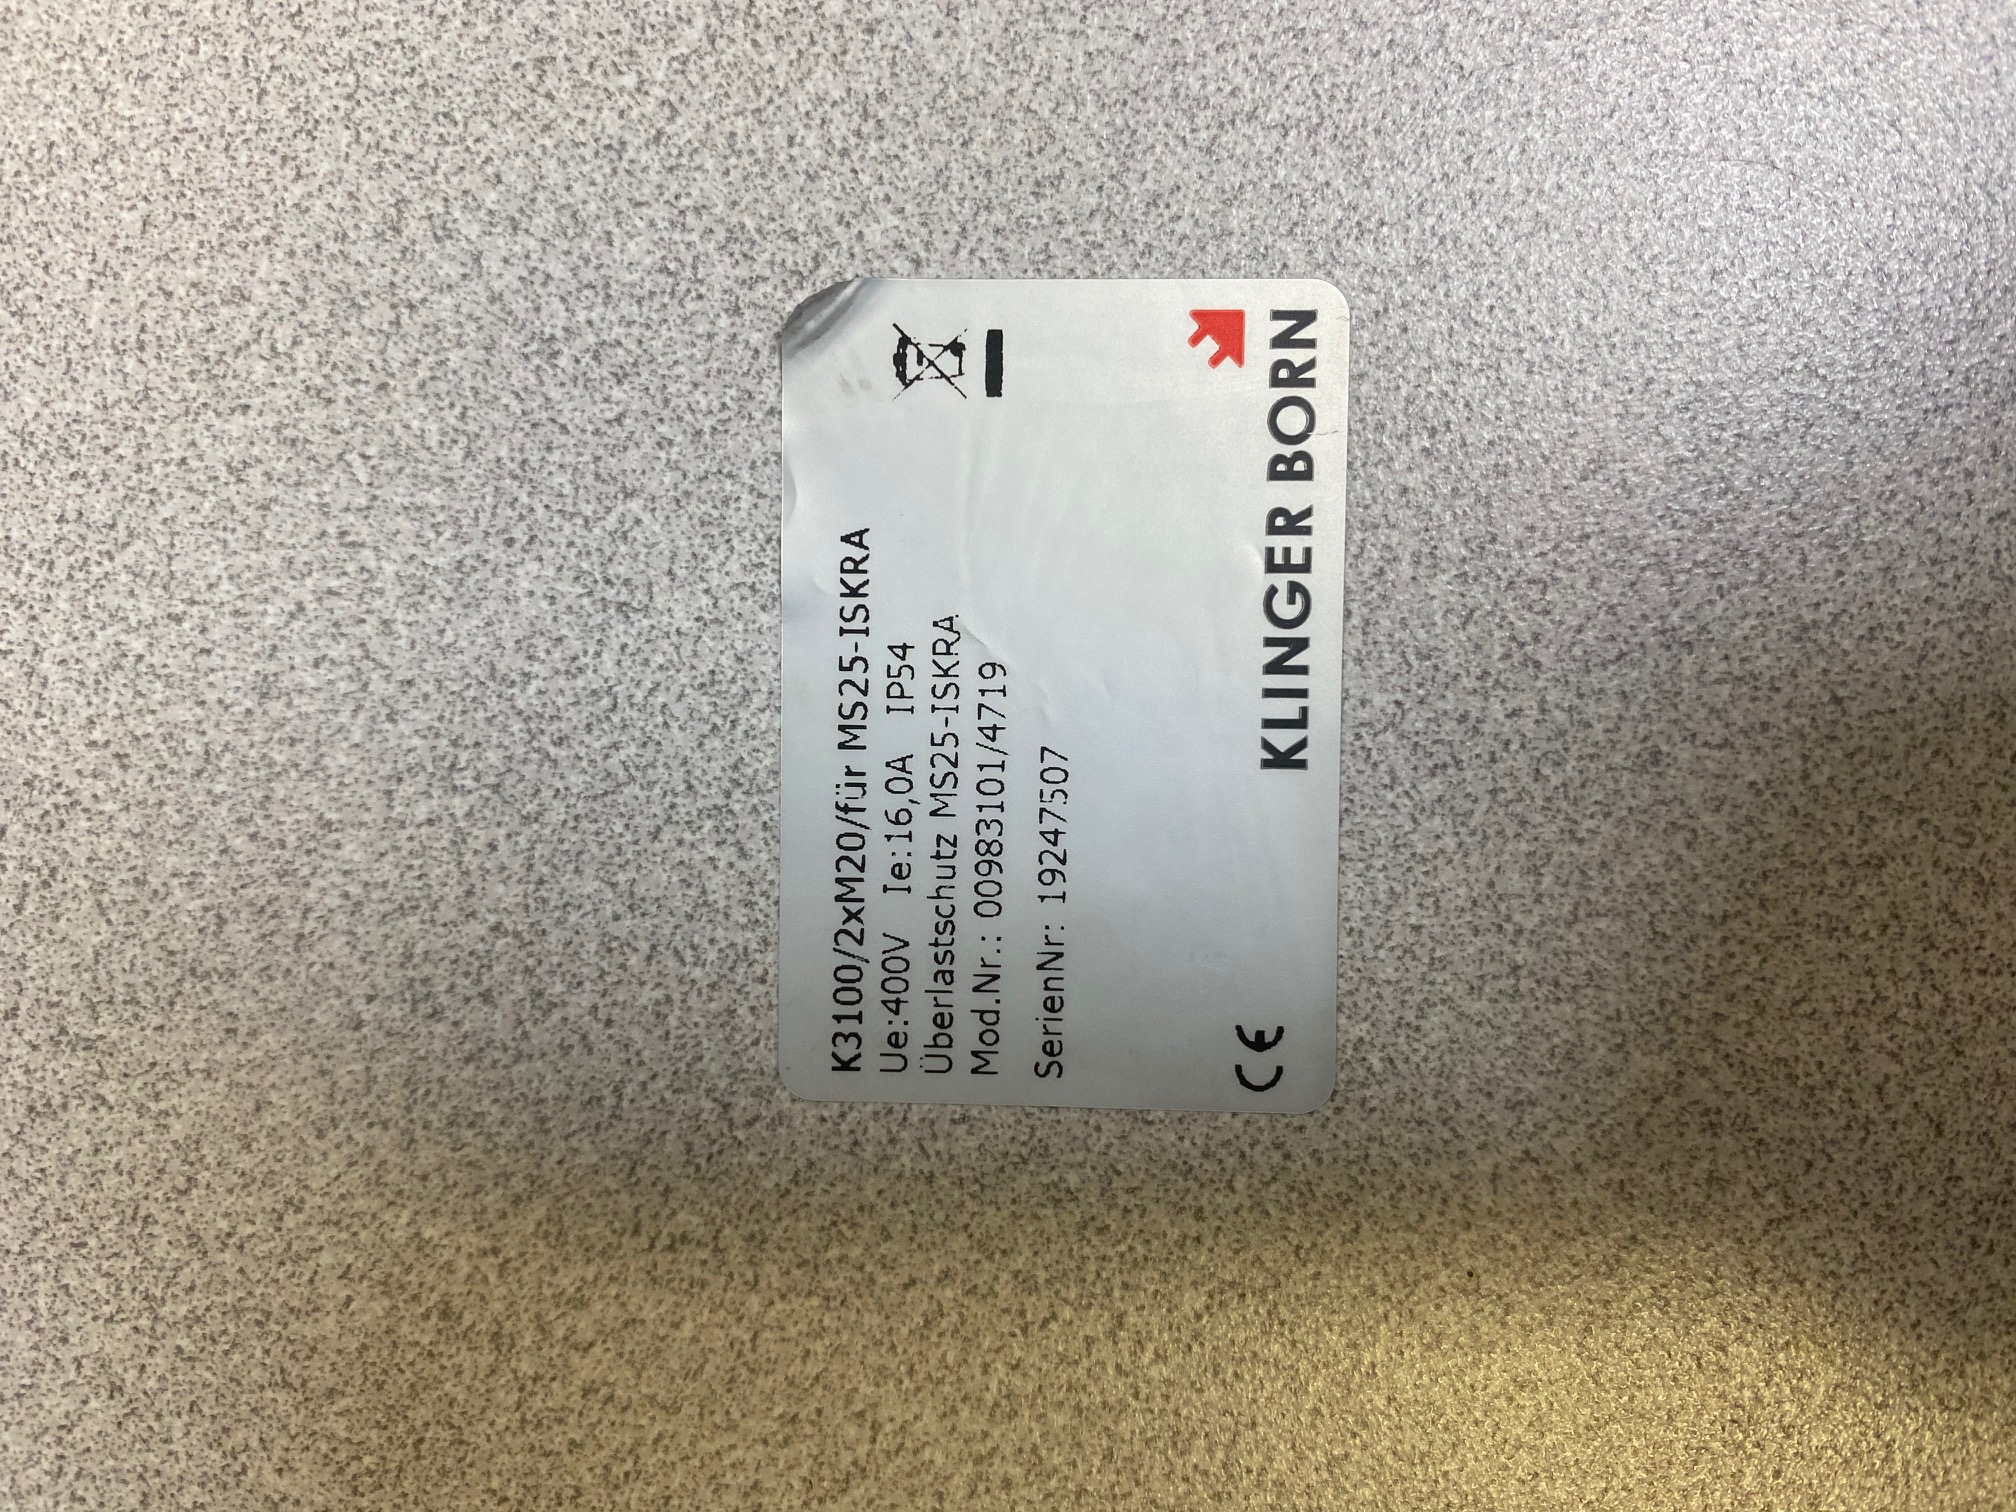 K3100/2xM20/für MS25-ISKRA
Ue:400V Ie:16,0A IP54
Überlastschutz MS25-ISKRA
Mod.Nr.: 00983101/4719
SerienNr: 19247507
CE
KLINGER BORN